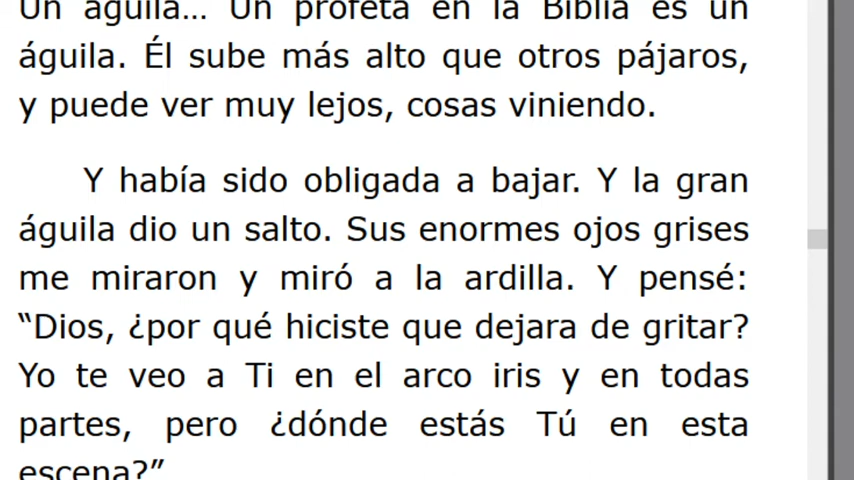 Un águila... Un profeta en la Biblia es un
águila. Él sube más alto que otros pájaros,
y puede ver muy lejos, cosas viniendo.
Y había sido obligada a bajar. Y la gran
águila dio un salto. Sus enormes ojos grises
me miraron y miró a la ardilla. Y pensé:
“Dios, ¿por qué hiciste que dejara de gritar?
Yo te veo a Ti en el arco iris y en todas
partes, pero ¿dónde estás Tú en esta
escena?”